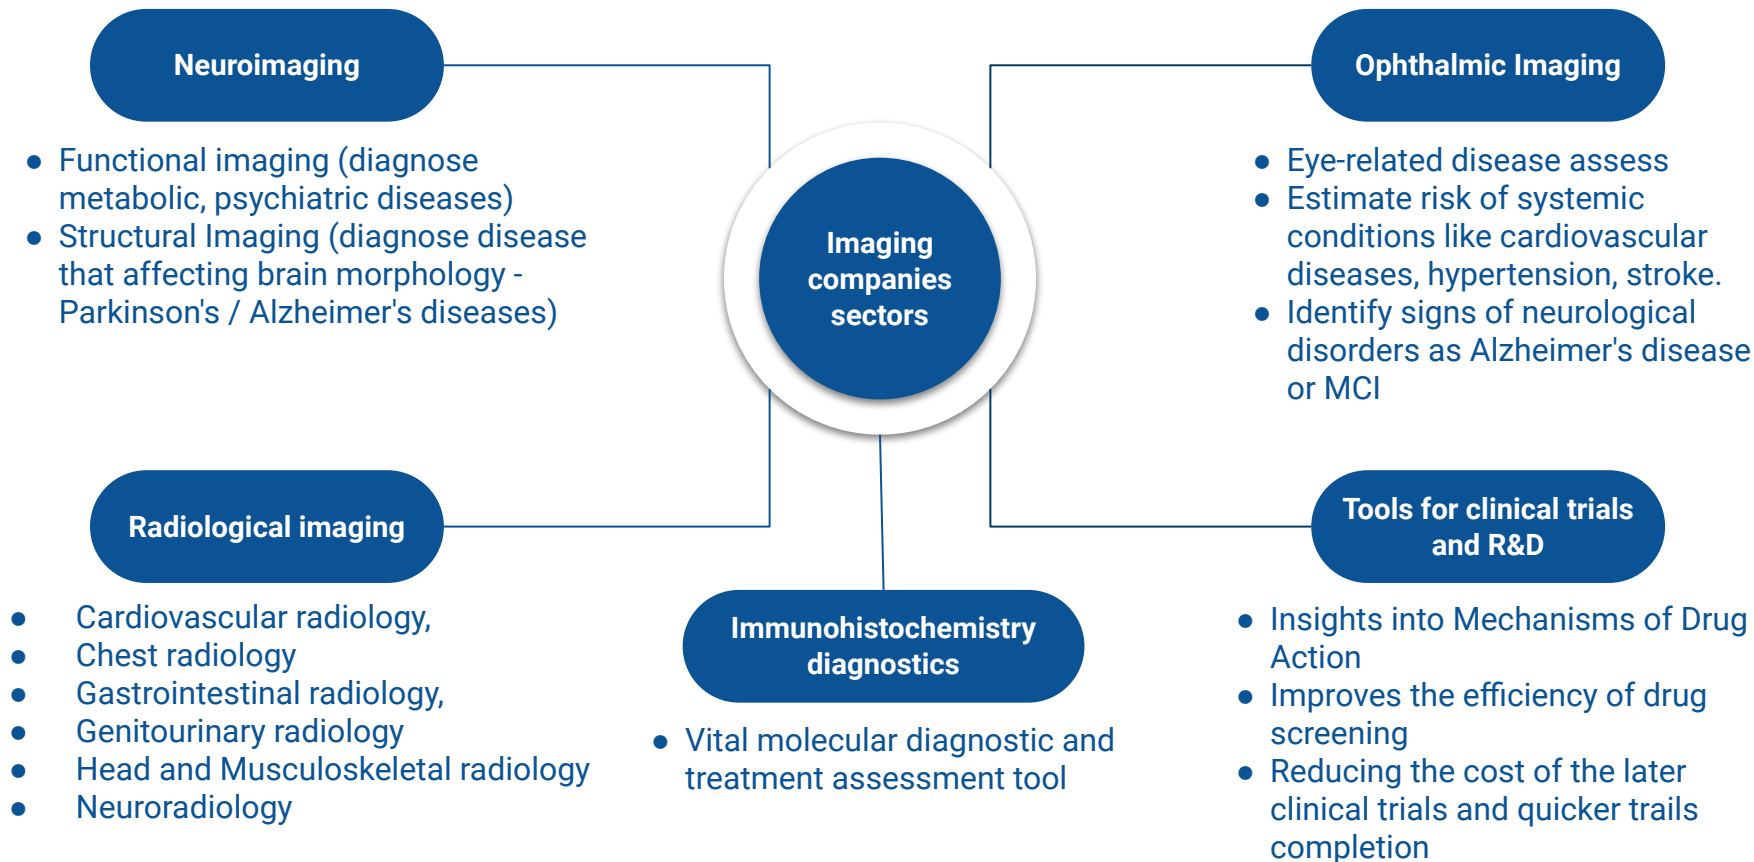 Neuroimaging
● Functional imaging (diagnose
metabolic, psychiatric diseases)
● Structural Imaging (diagnose disease
that affecting brain morphology -
Parkinson's / Alzheimer's diseases)
Imaging
companies
sectors
Ophthalmic Imaging
● Eye-related disease assess
● Estimate risk of systemic
conditions like cardiovascular
diseases, hypertension, stroke.
● Identify signs of neurological
disorders as Alzheimer's disease
or MCI
Radiological imaging
● Cardiovascular radiology,
● Chest radiology
● Gastrointestinal radiology,
● Genitourinary radiology
● Head and Musculoskeletal radiology
● Neuroradiology
Immunohistochemistry
diagnostics
● Vital molecular diagnostic and
treatment assessment tool
Tools for clinical trials
and R&D
● Insights into Mechanisms of Drug
Action
● Improves the efficiency of drug
screening
● Reducing the cost of the later
clinical trials and quicker trails
completion